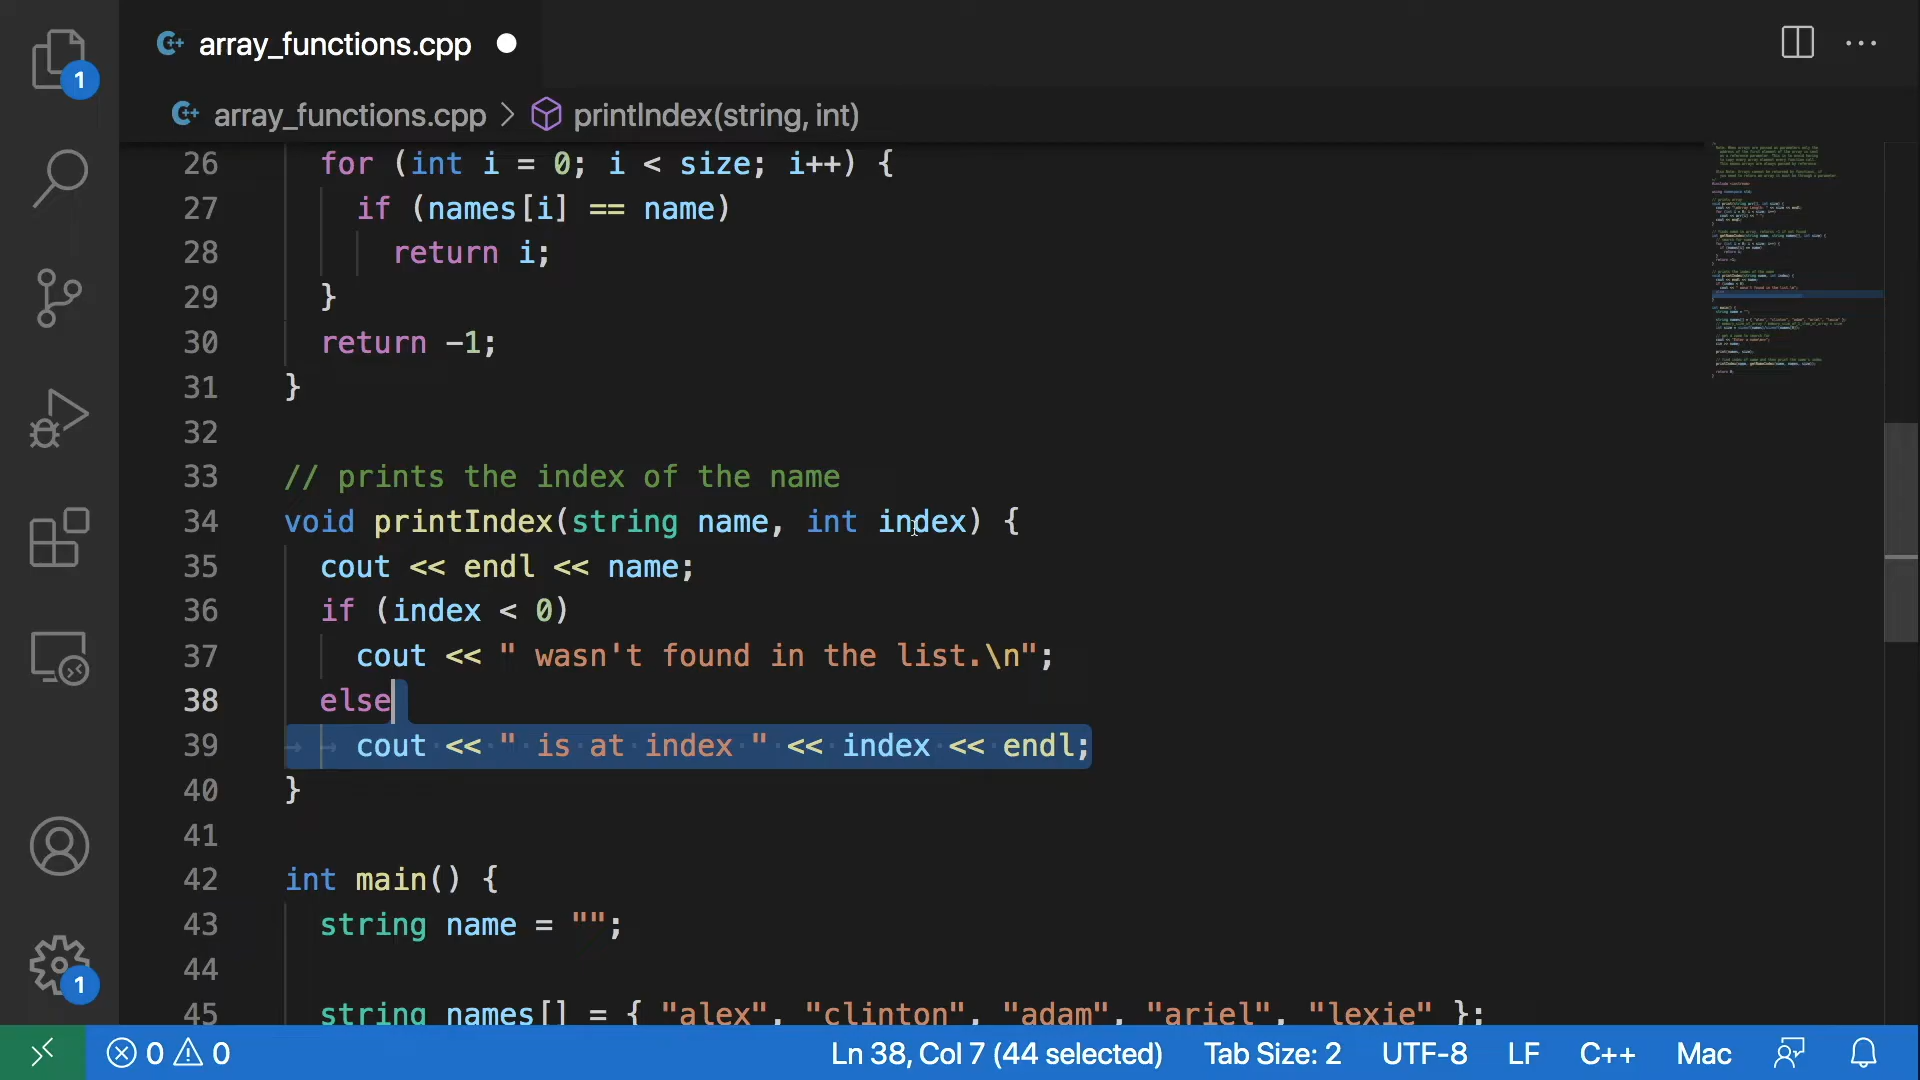 array_functions.cpp
array_functions.cpp > printIndex(string, int)
1
26 for (int i = 0; i < size; i++) {
27 if (names[i] == name)
28 return i;
29 }
30 return -1;
31 }
32
33 // prints the index of the name
34 void printIndex(string name, int index) {
35 cout << endl << name;
36 if (index < 0)
37 cout << " wasn't found in the list.\n";
38 else
39 cout << " is at index " << index << endl;
40 }
41
42 int main() {
43 string name = "";
44
45 string names[] = { "alex", "clinton", "adam", "ariel", "lexie" };
1
0 0 Ln 38, Col 7 (44 selected) Tab Size: 2 UTF-8 LF C++ Mac